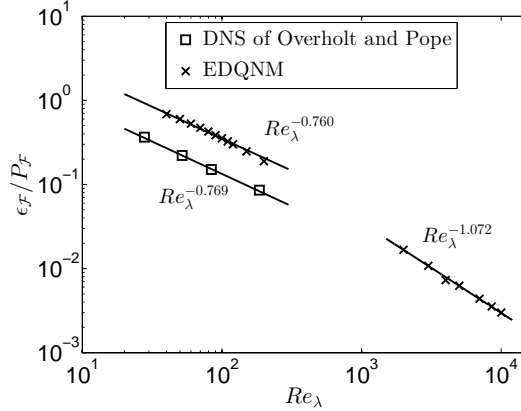 DNS of Overholt and Pope
EDQNM
10^1
10^0
10^{-1}
10^{-2}
10^{-3}
ϵ_ℱ/P_ℱ
Re_λ^{-0.760}
Re_λ^{-0.769}
Re_λ^{-1.072}
10^1
10^2
10^3
10^4
Re_λ